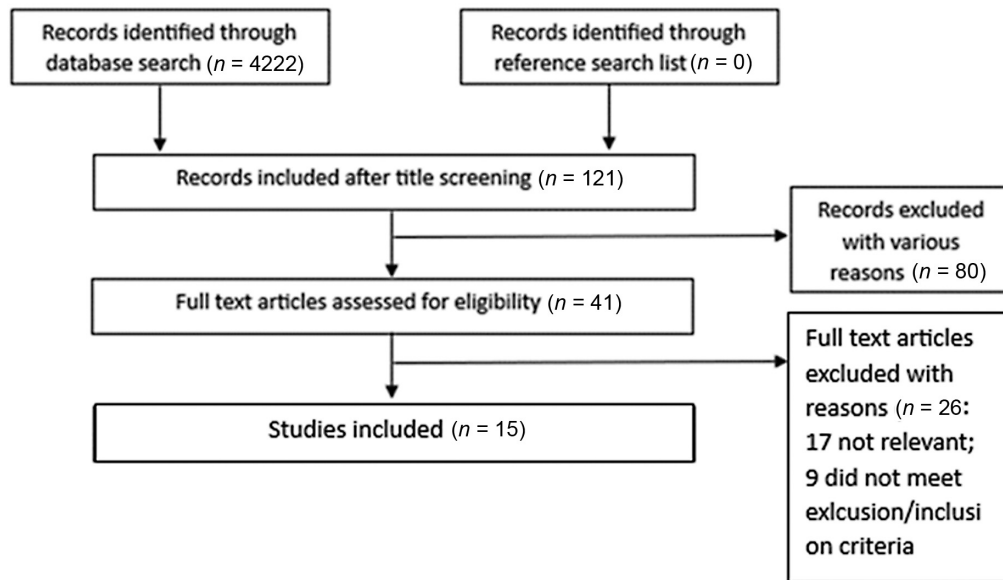 Records identified through
database search (n = 4222)
Records identified through
reference search list (n = 0)
Records included after title screening (n = 121)
Records excluded
with various
reasons (n = 80)
Full text articles assessed for eligibility (n = 41)
Full text articles
excluded with
reasons (n = 26:
17 not relevant;
9 did not meet
exlcusion/inclusi
on criteria
Studies included (n = 15)